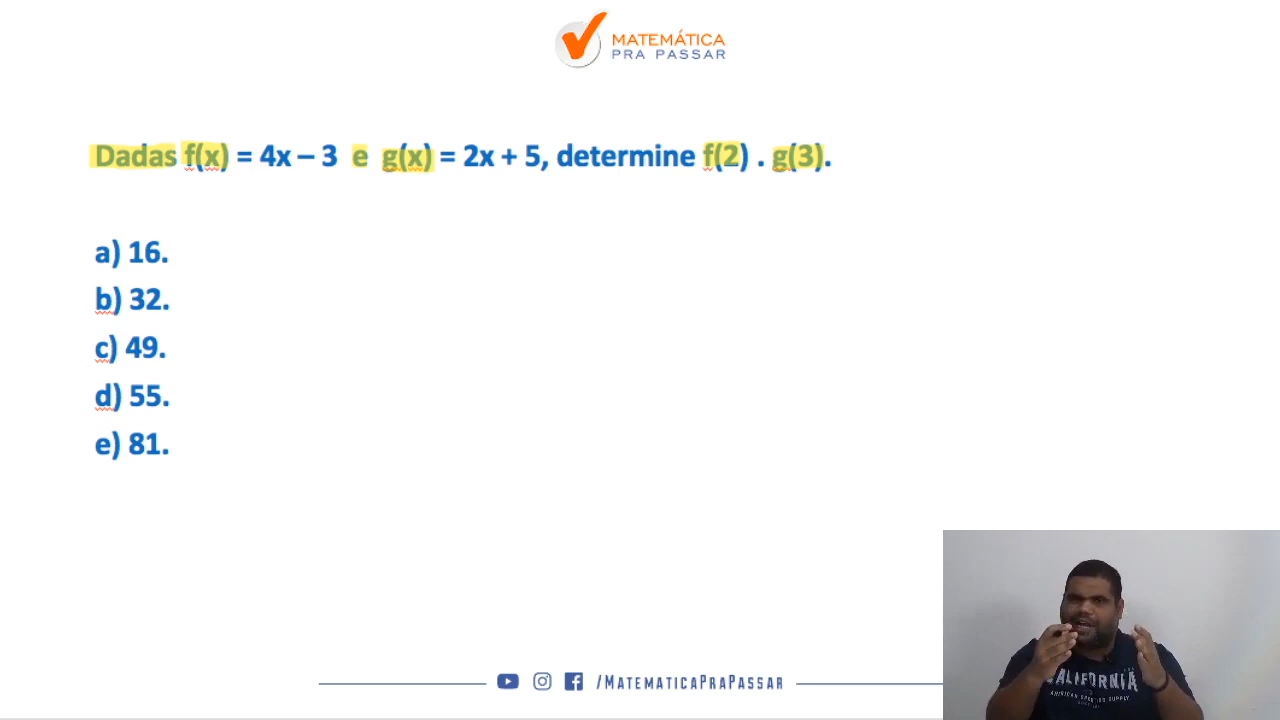 MATEMÁTICA
PRA PASSAR
Dadas f(x) = 4x – 3 e g(x) = 2x + 5, determine f(2) . g(3).
a) 16.
b) 32.
c) 49.
d) 55.
e) 81.
/MATEMATICAPRAPASSAR
CALIFORNIA